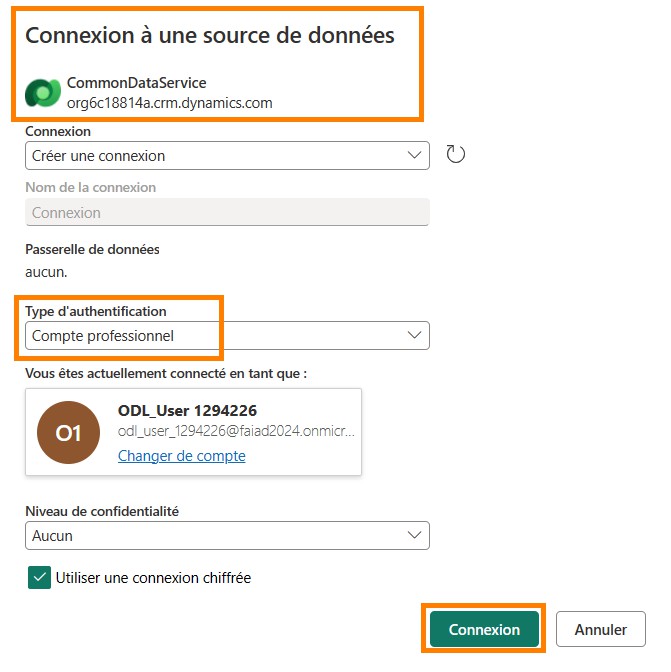 Connexion à une source de données
CommonDataService
org6c18814a.crm.dynamics.com
Connexion
Créer une connexion
Nom de la connexion
Connexion
Passerelle de données
aucun.
Type d'authentification
Compte professionnel
Vous êtes actuellement connecté en tant que :
O1
ODL_User 1294226
odl_user_1294226@faiad2024.onmicr...
Changer de compte
Niveau de confidentialité
Aucun
Utiliser une connexion chiffrée
Connexion
Annuler